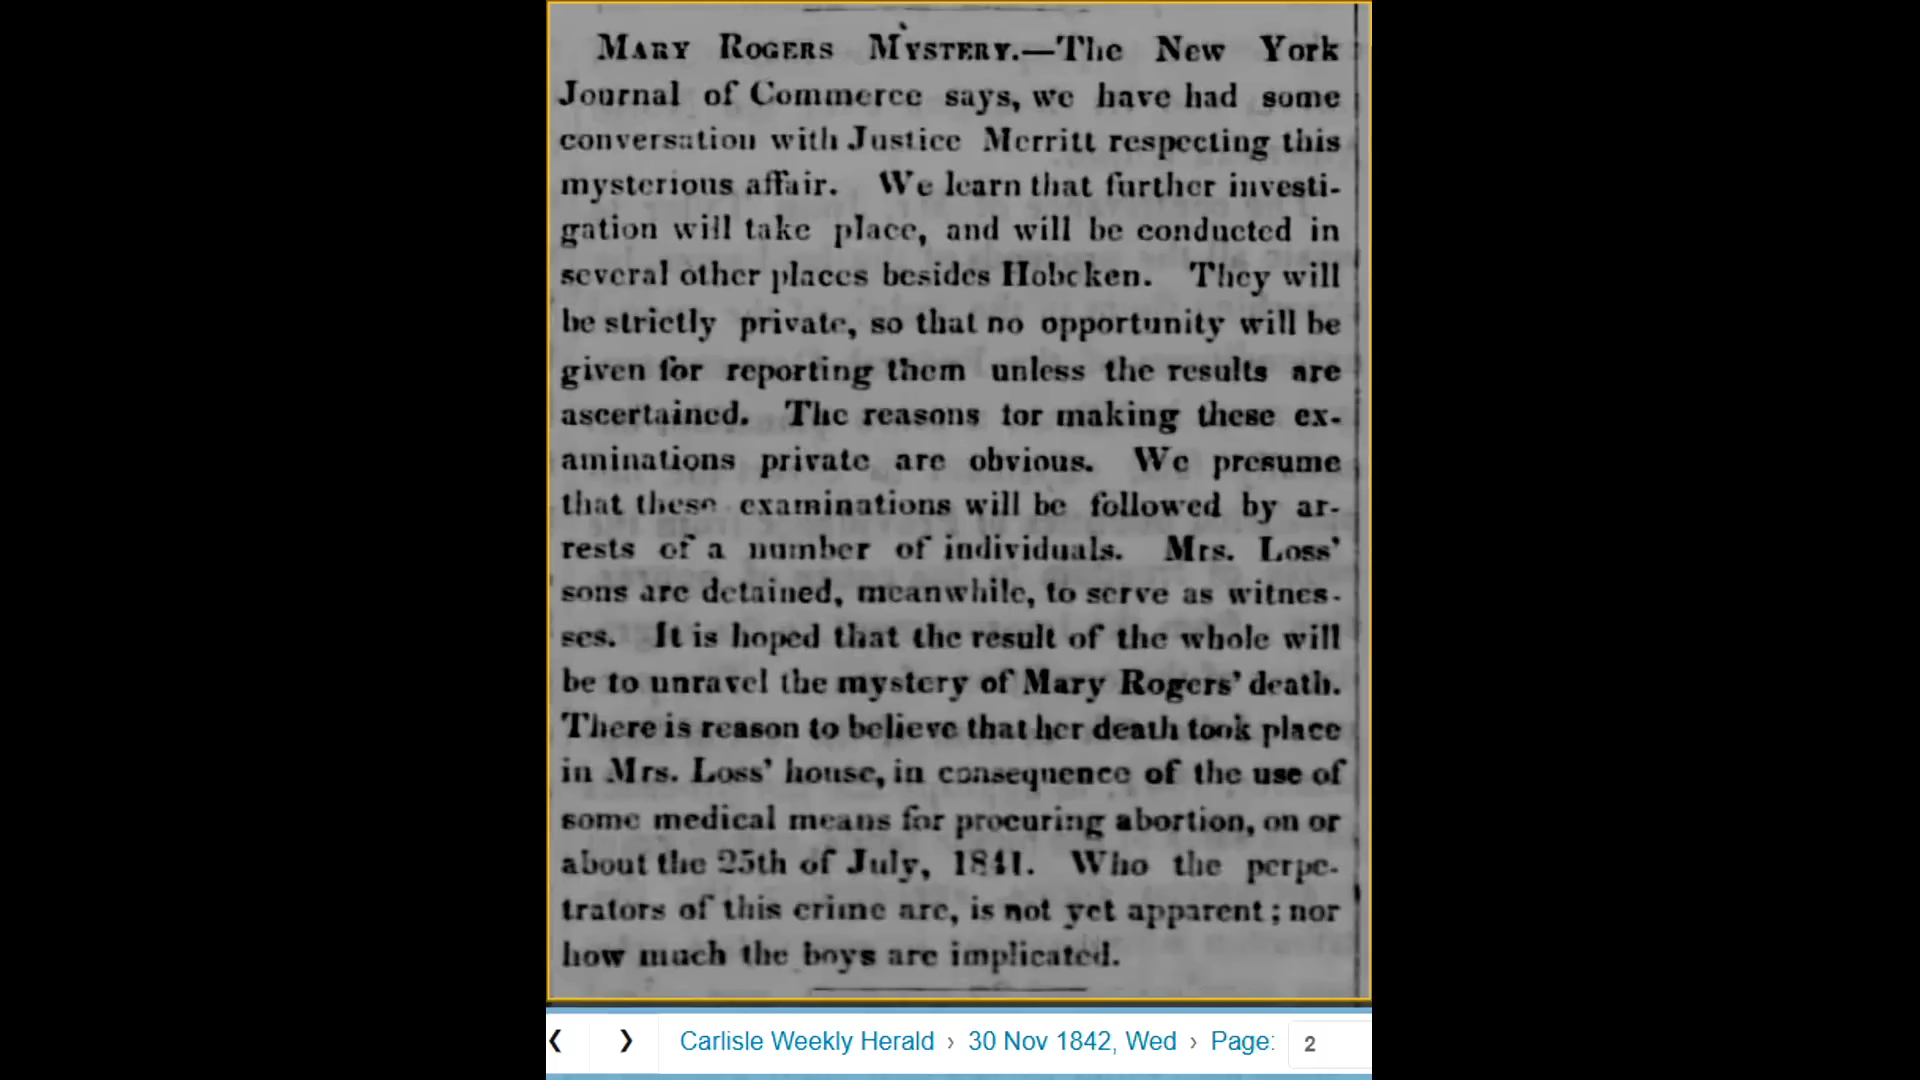 MARY ROGERS MYSTERY.—The New York
Journal of Commerce says, we have had some
conversation with Justice Merritt respecting this
mysterious affair. We learn that further investi-
gation will take place, and will be conducted in
several other places besides Hoboken. They will
be strictly private, so that no opportunity will be
given for reporting them unless the results are
ascertained. The reasons for making these ex-
aminations private are obvious. We presume
that these examinations will be followed by ar-
rests of a number of individuals. Mrs. Loss'
sons are detained, meanwhile, to serve as witnes-
ses. It is hoped that the result of the whole will
be to unravel the mystery of Mary Rogers' death.
There is reason to believe that her death took place
in Mrs. Loss' house, in consequence of the use of
some medical means for procuring abortion, on or
about the 25th of July, 1841. Who the perpe-
trators of this crime are, is not yet apparent; nor
how much the boys are implicated.
Carlisle Weekly Herald › 30 Nov 1842, Wed › Page: 2